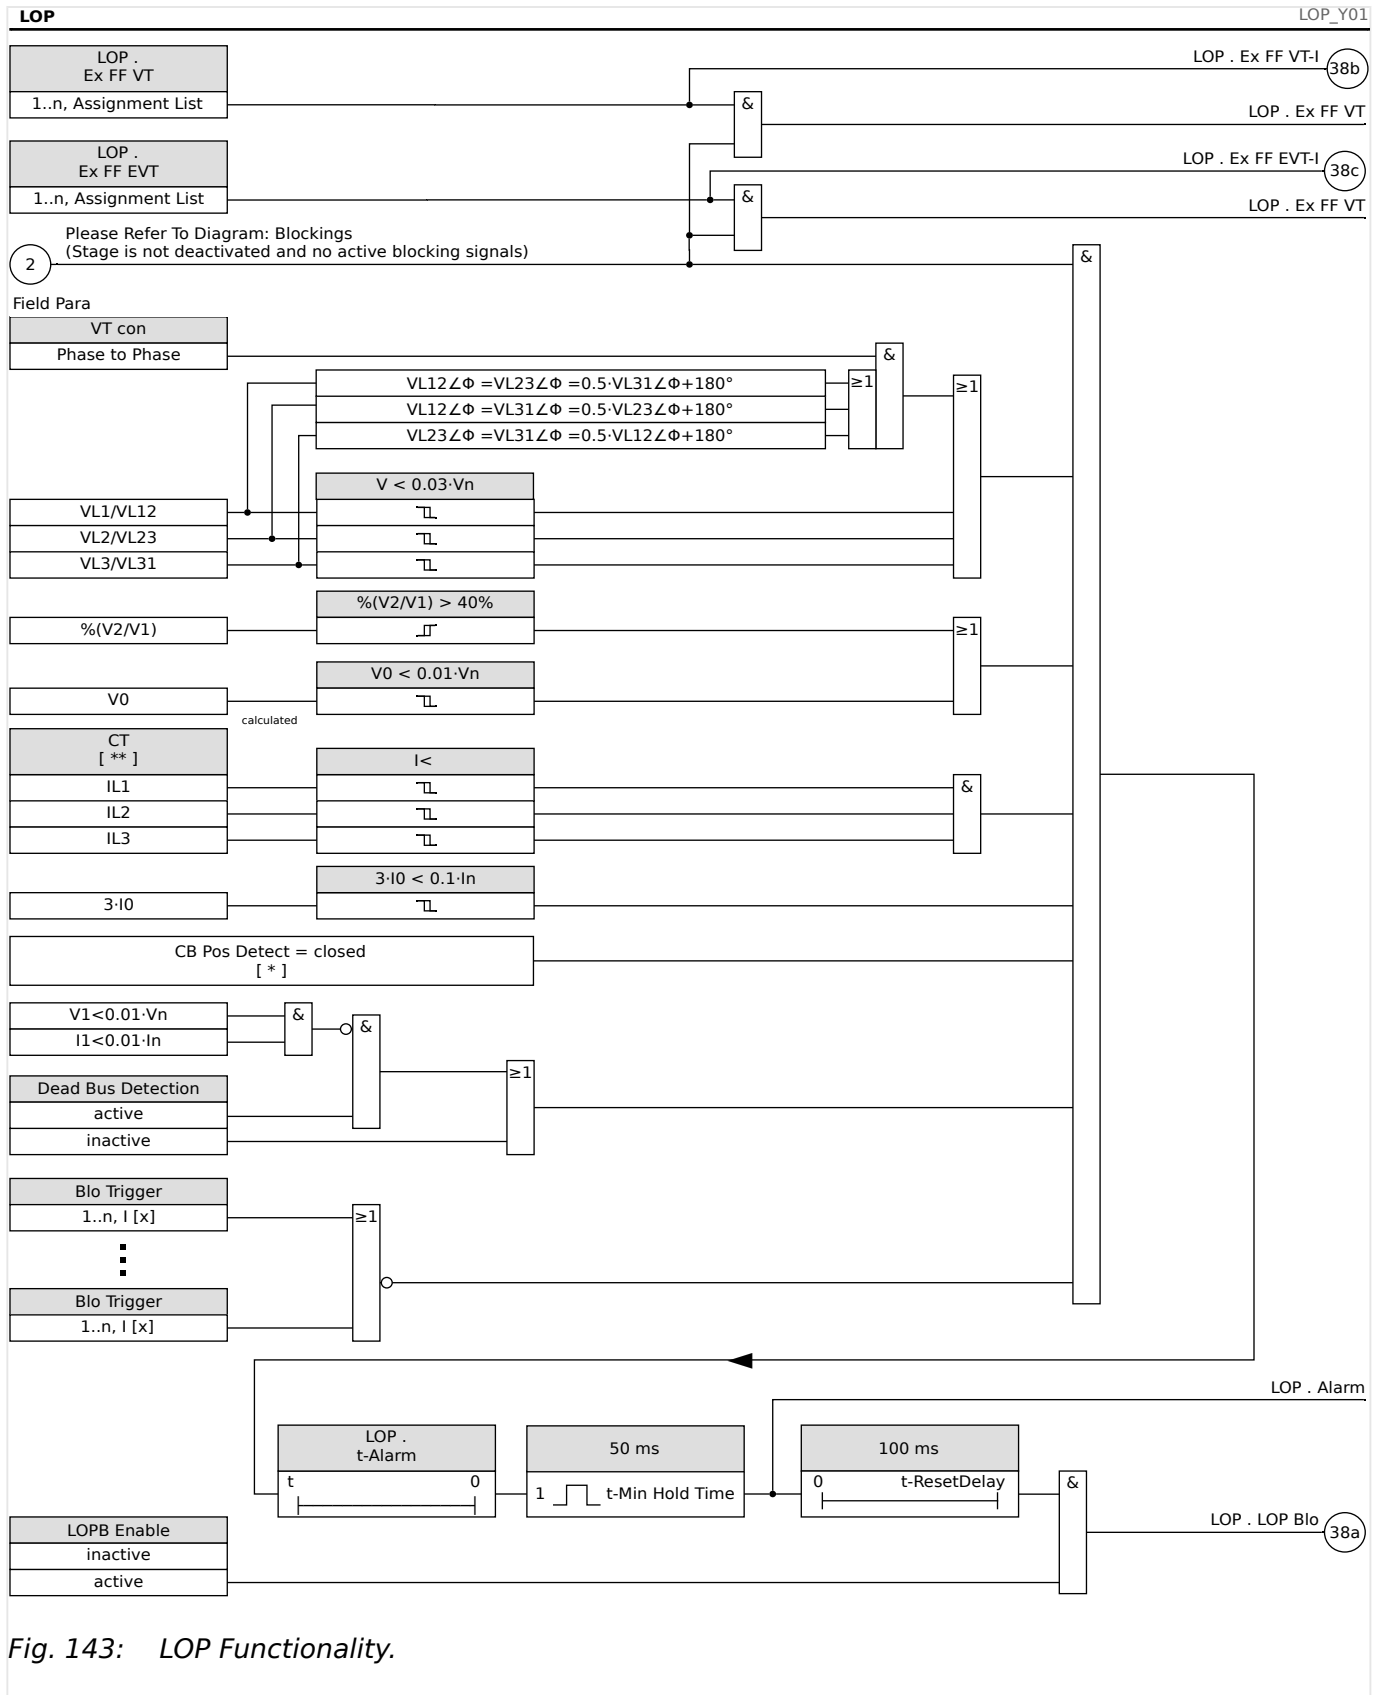 LOP
LOP_Y01
LOP .
Ex FF VT
1..n, Assignment List
LOP . Ex FF VT-I
38b
&
LOP . Ex FF VT
LOP .
Ex FF EVT
1..n, Assignment List
LOP . Ex FF EVT-I
38c
&
LOP . Ex FF VT
Please Refer To Diagram: Blockings
(Stage is not deactivated and no active blocking signals)
2
&
Field Para
VT con
Phase to Phase
&
VL12∠Φ =VL23∠Φ =0.5·VL31∠Φ+180°
≥1
≥1
VL12∠Φ =VL31∠Φ =0.5·VL23∠Φ+180°
VL23∠Φ =VL31∠Φ =0.5·VL12∠Φ+180°
V < 0.03·Vn
VL1/VL12
VL2/VL23
VL3/VL31
%(V2/V1) > 40%
%(V2/V1)
≥1
V0 < 0.01·Vn
V0
calculated
CT
[ ** ]
I<
IL1
&
IL2
IL3
3·I0 < 0.1·In
3·I0
CB Pos Detect = closed
[ * ]
V1<0.01·Vn
&
&
I1<0.01·In
≥1
Dead Bus Detection
active
inactive
Blo Trigger
1..n, I [x]
≥1
Blo Trigger
1..n, I [x]
LOP . Alarm
LOP .
t-Alarm
t 0
50 ms
1 t-Min Hold Time
100 ms
0 t-ResetDelay
&
LOPB Enable
inactive
active
LOP . LOP Blo
38a
Fig. 143: LOP Functionality.